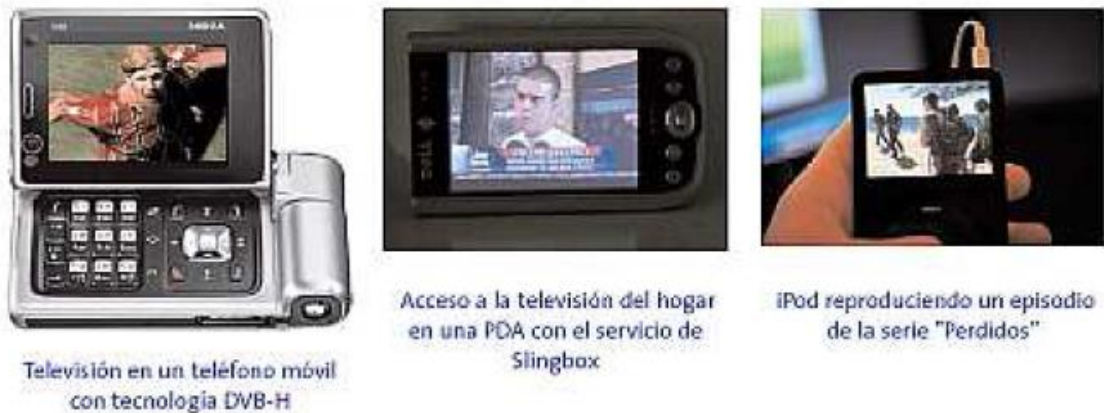 NOKIA
DELL
Televisión en un teléfono móvil
con tecnología DVB-H
Acceso a la televisión del hogar
en una PDA con el servicio de
Slingbox
iPod reproduciendo un episodio
de la serie "Perdidos"